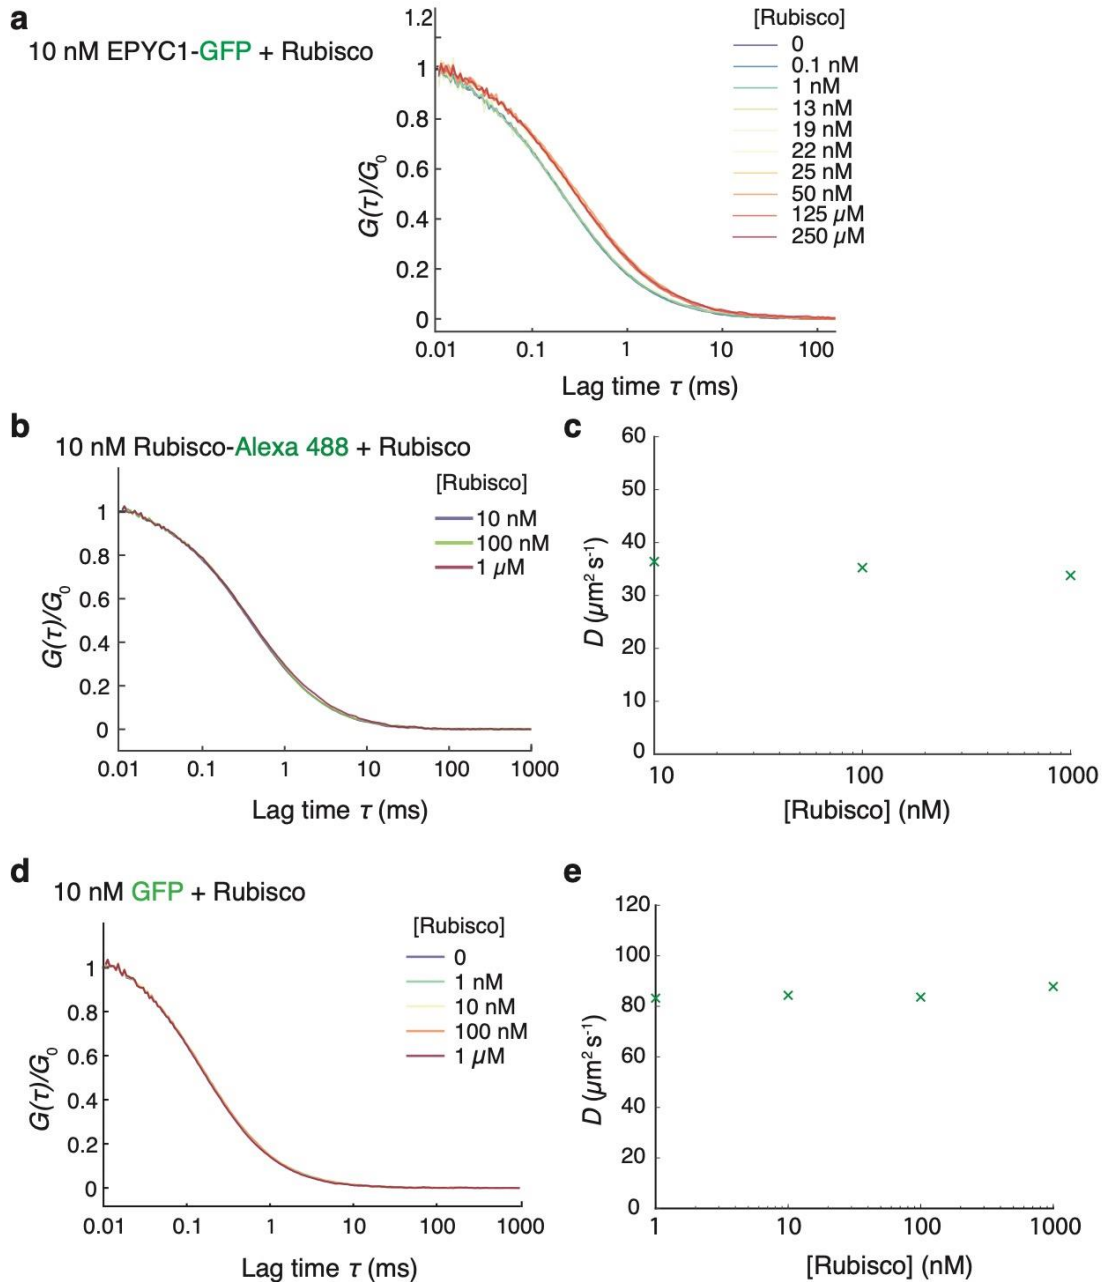 a
10 nM EPYC1-GFP + Rubisco
1.2
1
0.8
0.6
0.4
0.2
0
G(τ)/G₀
0.01 0.1 1 10 100
Lag time τ (ms)
[Rubisco]
0
0.1 nM
1 nM
13 nM
19 nM
22 nM
25 nM
50 nM
125 µM
250 µM
b
10 nM Rubisco-Alexa 488 + Rubisco
1
0.8
0.6
0.4
0.2
0
G(τ)/G₀
0.01 0.1 1 10 100 1000
Lag time τ (ms)
[Rubisco]
10 nM
100 nM
1 µM
c
60
50
40
30
20
10
0
D (µm² s⁻¹)
10 100 1000
[Rubisco] (nM)
d
10 nM GFP + Rubisco
1
0.8
0.6
0.4
0.2
0
G(τ)/G₀
0.01 0.1 1 10 100 1000
Lag time τ (ms)
[Rubisco]
0
1 nM
10 nM
100 nM
1 µM
e
120
100
80
60
40
20
0
D (µm² s⁻¹)
1 10 100 1000
[Rubisco] (nM)